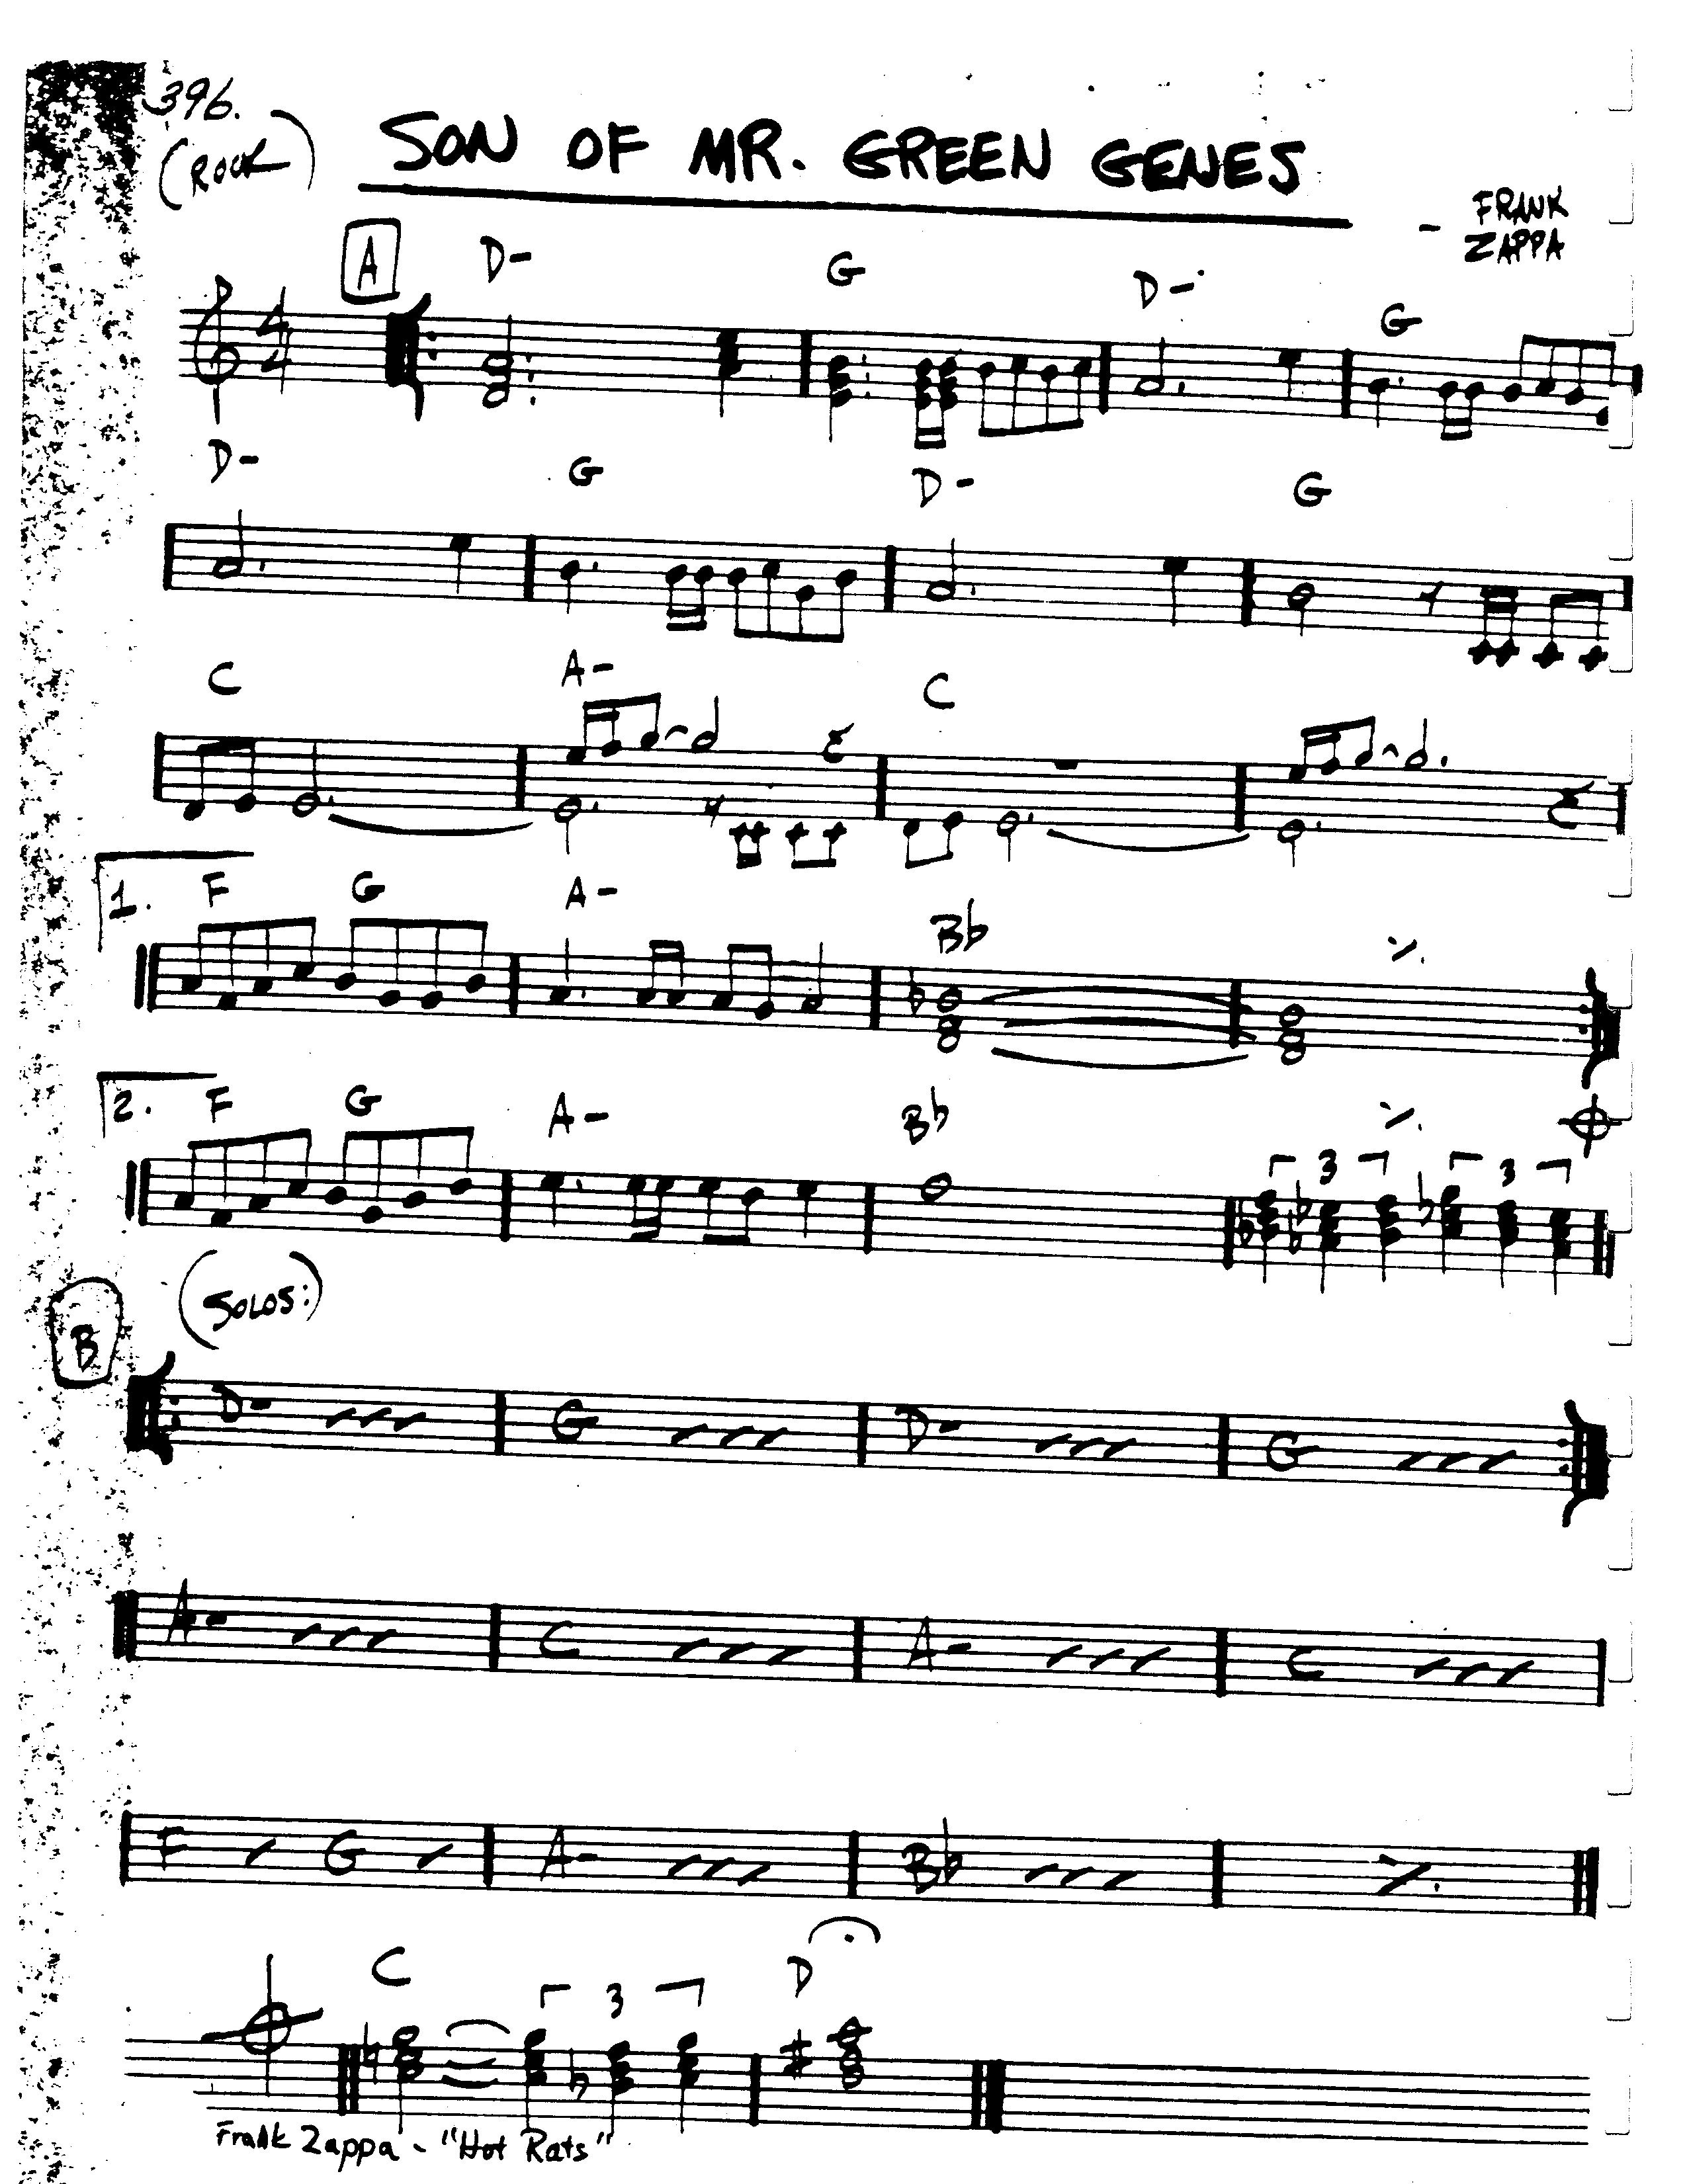 396.
(ROCK)
SON OF MR. GREEN GENES
- FRANK
ZAPPA
A
D- G D- G
4
4
D- G D- G
C A- C
1. F G A- Bb
2. F G A- Bb
3 3
B
(SOLOS:)
D- G D- G
A- C A- C
F G A- Bb
C 3 D
Frank Zappa - "Hot Rats"